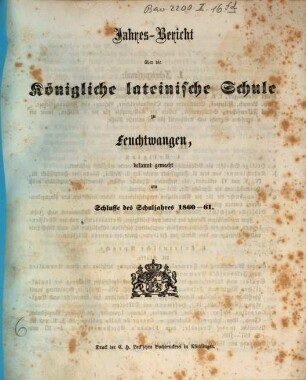 Bav. 2200 I 16 fd
Jahres-Bericht
über die
Königliche lateinische Schule
zu
Feuchtwangen,
bekannt gemacht
am
Schlusse des Schuljahres 1860–61.
6
Druck der C. H. Beck'schen Buchdruckerei in Nördlingen.